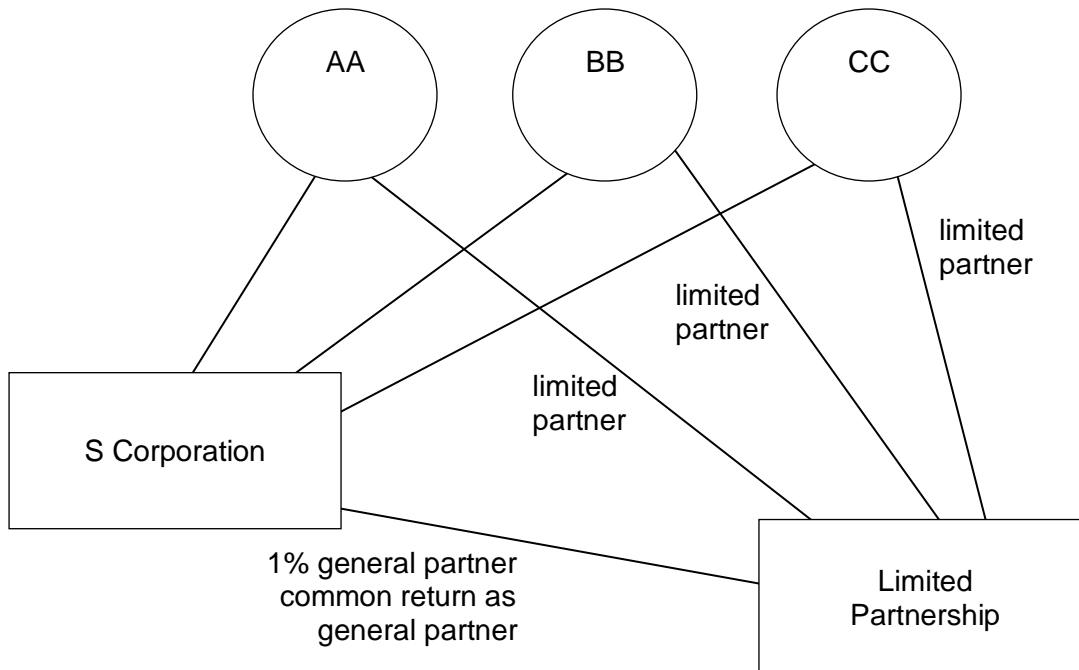 AA
BB
CC
limited
partner
limited
partner
limited
partner
S Corporation
1% general partner
common return as
general partner
Limited
Partnership